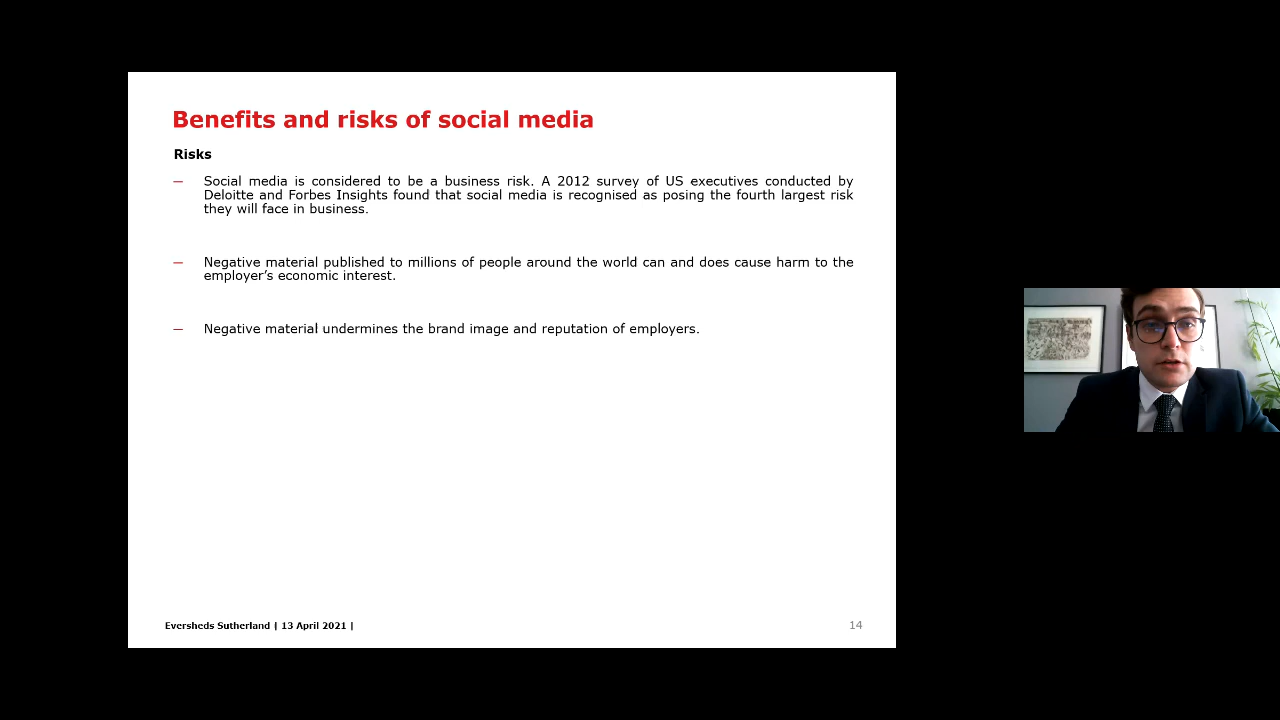 Benefits and risks of social media
Risks
— Social media is considered to be a business risk. A 2012 survey of US executives conducted by
Deloitte and Forbes Insights found that social media is recognised as posing the fourth largest risk
they will face in business.
— Negative material published to millions of people around the world can and does cause harm to the
employer’s economic interest.
— Negative material undermines the brand image and reputation of employers.
Eversheds Sutherland | 13 April 2021 |
14